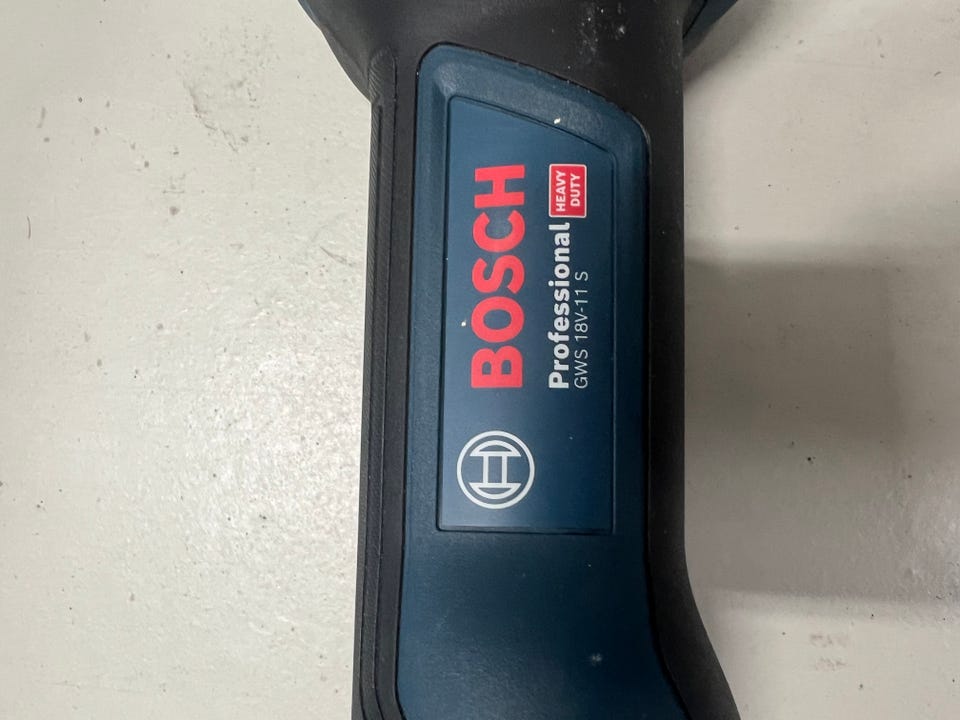 BOSCH
Professional
HEAVY
DUTY
GWS 18V-11 S